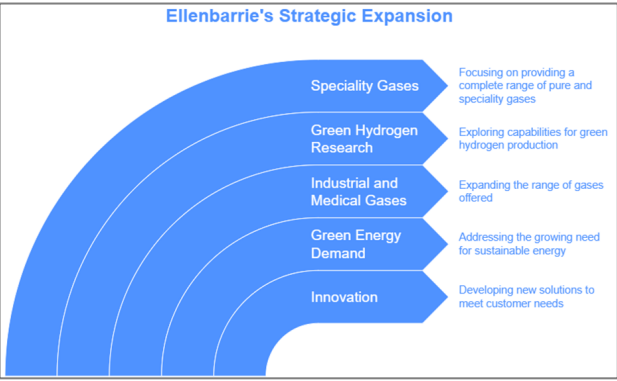 Ellenbarrie's Strategic Expansion
Speciality Gases
Focusing on providing a
complete range of pure and
speciality gases
Green Hydrogen
Research
Exploring capabilities for green
hydrogen production
Industrial and
Medical Gases
Expanding the range of gases
offered
Green Energy
Demand
Addressing the growing need
for sustainable energy
Innovation
Developing new solutions to
meet customer needs